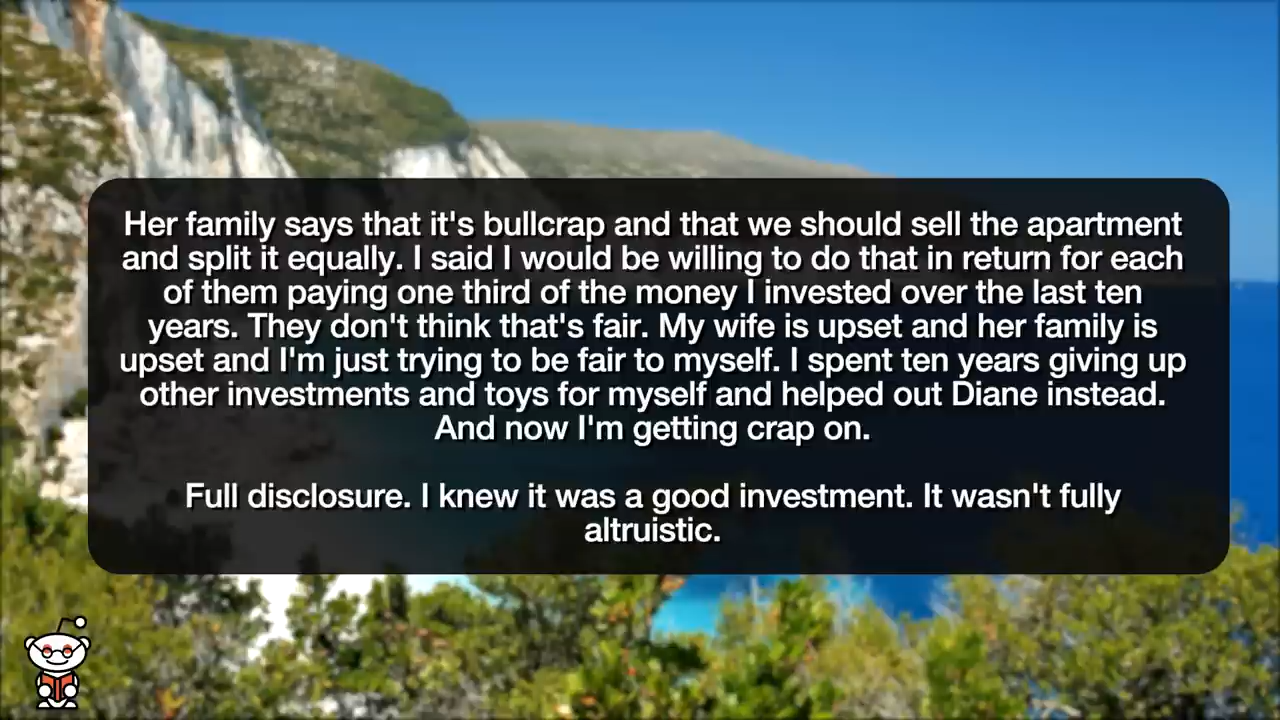 Her family says that it's bullcrap and that we should sell the apartment
and split it equally. I said I would be willing to do that in return for each
of them paying one third of the money I invested over the last ten
years. They don't think that's fair. My wife is upset and her family is
upset and I'm just trying to be fair to myself. I spent ten years giving up
other investments and toys for myself and helped out Diane instead.
And now I'm getting crap on.
Full disclosure. I knew it was a good investment. It wasn't fully
altruistic.